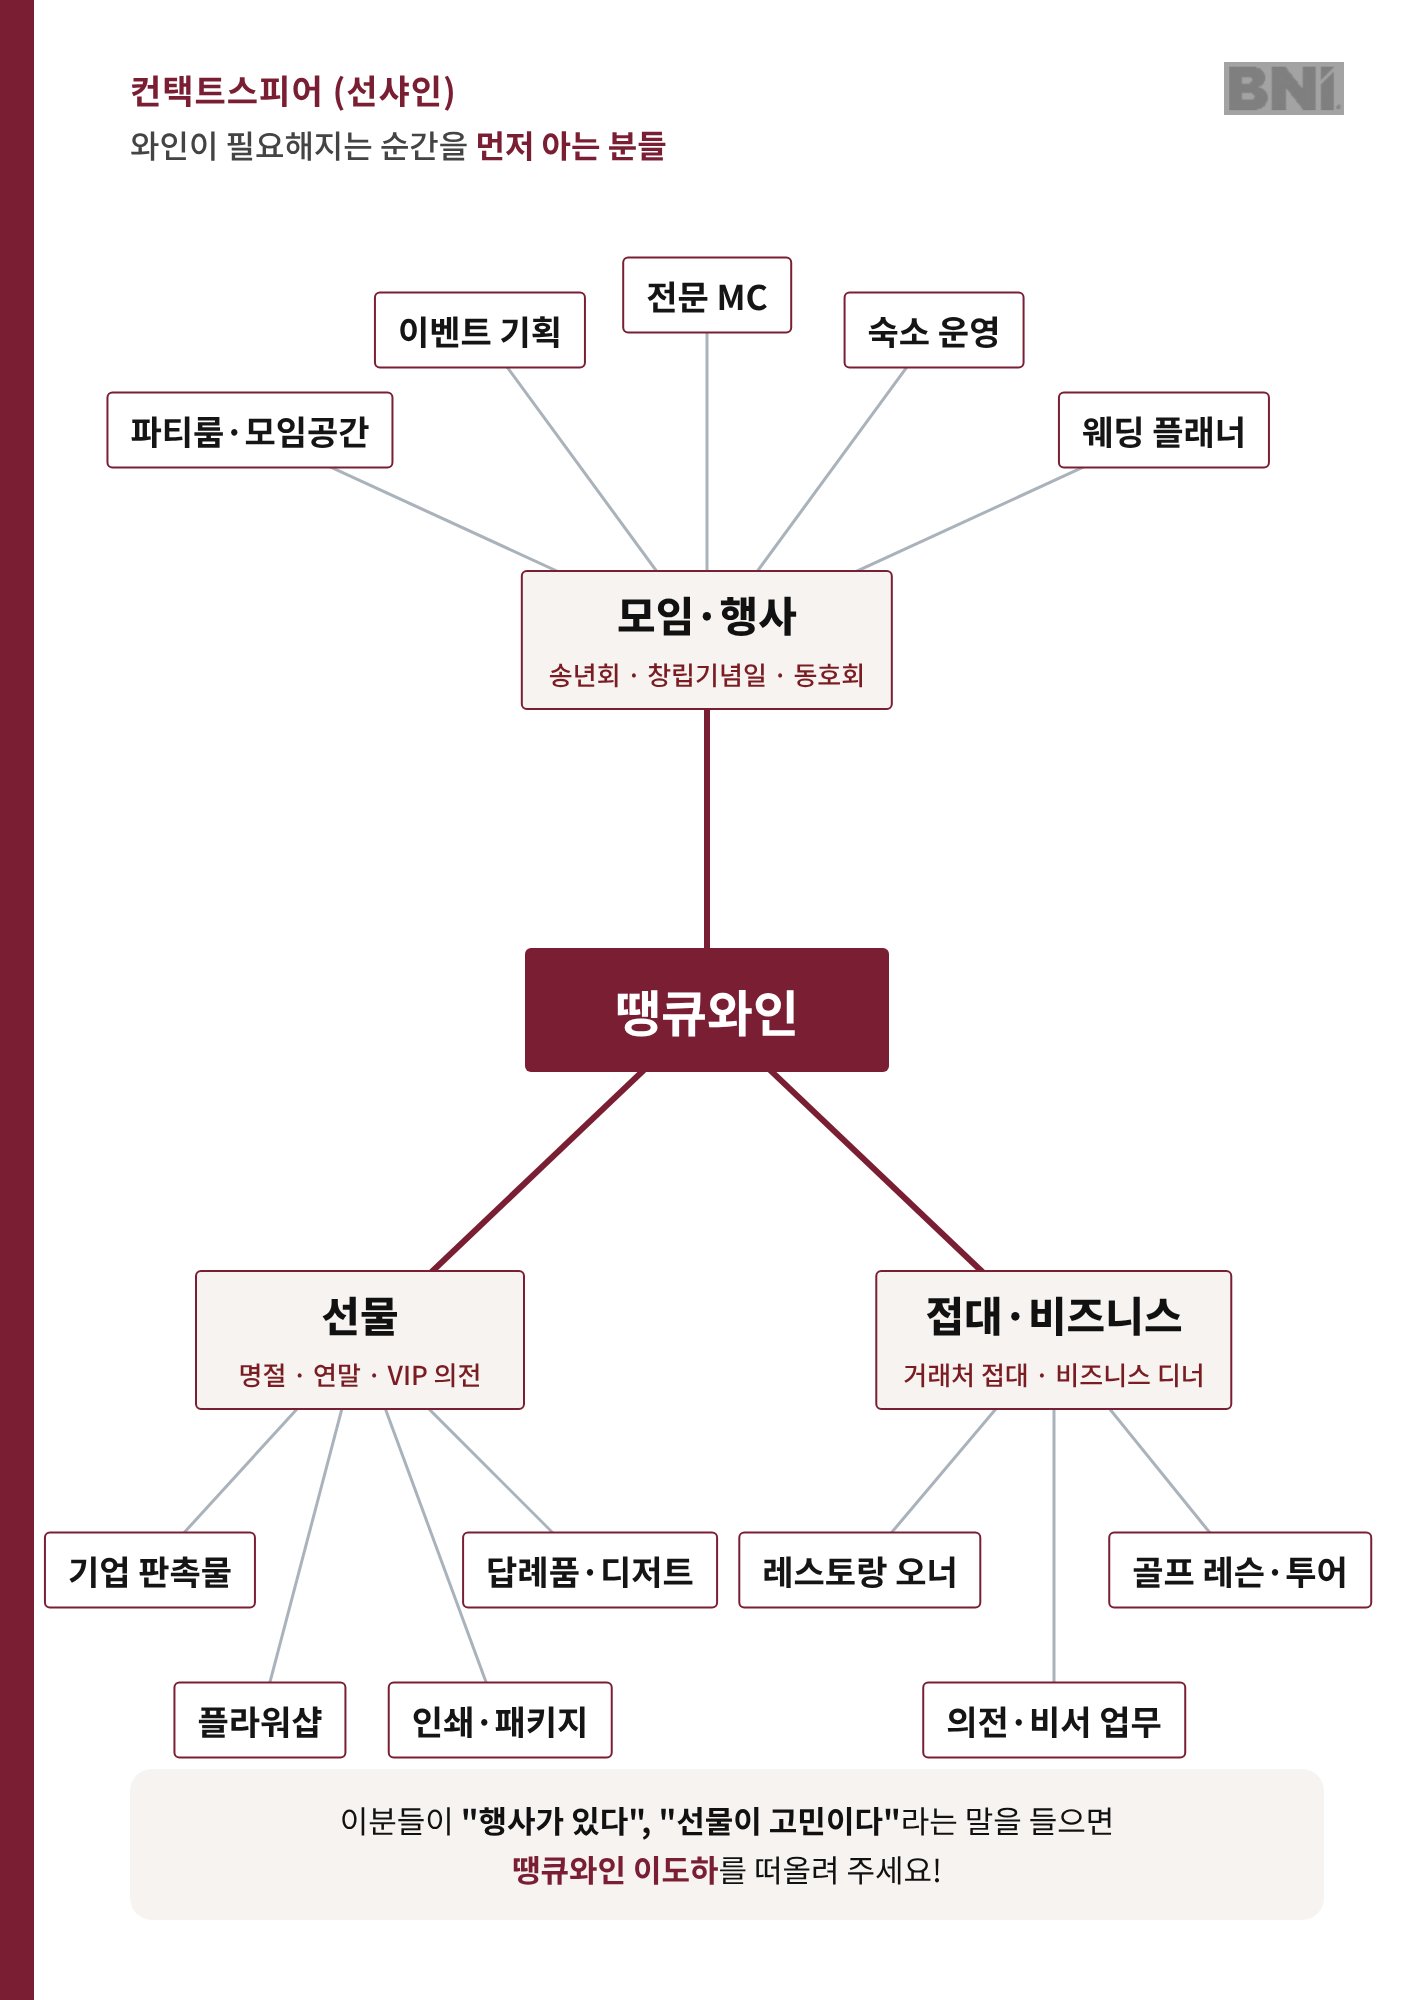 컨택트스피어 (선샤인)
BNI
와인이 필요해지는 순간을 먼저 아는 분들
전문 MC
이벤트 기획
숙소 운영
파티룸·모임공간
웨딩 플래너
모임·행사
송년회 · 창립기념일 · 동호회
땡큐와인
선물
명절 · 연말 · VIP 의전
접대·비즈니스
거래처 접대 · 비즈니스 디너
기업 판촉물
답례품·디저트
레스토랑 오너
골프 레슨·투어
플라워샵
인쇄·패키지
의전·비서 업무
이분들이 "행사가 있다", "선물이 고민이다"라는 말을 들으면
땡큐와인 이도하를 떠올려 주세요!